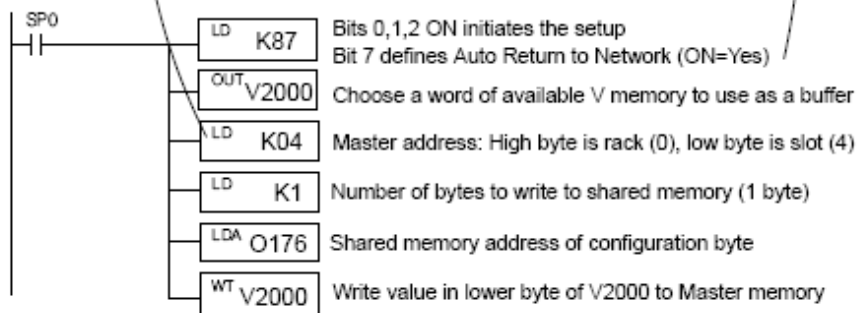 SP0
LD K87 Bits 0,1,2 ON initiates the setup
Bit 7 defines Auto Return to Network (ON=Yes)
OUT V2000 Choose a word of available V memory to use as a buffer
LD K04 Master address: High byte is rack (0), low byte is slot (4)
LD K1 Number of bytes to write to shared memory (1 byte)
LDA O176 Shared memory address of configuration byte
WT V2000 Write value in lower byte of V2000 to Master memory